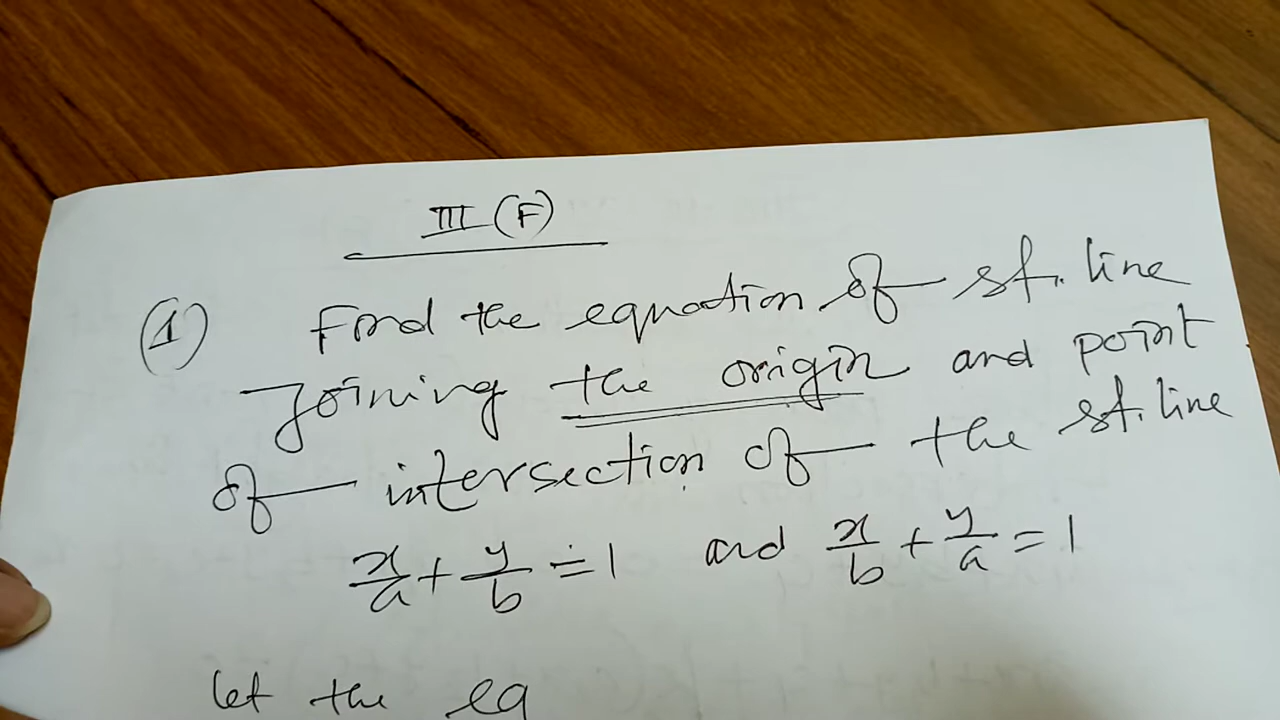 III (F)
(1) Find the equation of st. line
Joining the origin and point
of intersection of the st. line
x/a + y/b = 1 and x/b + y/a = 1
let the eq